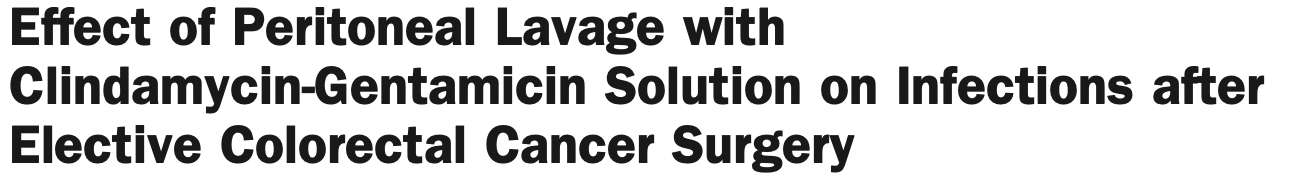 Effect of Peritoneal Lavage with
Clindamycin-Gentamicin Solution on Infections after
Elective Colorectal Cancer Surgery